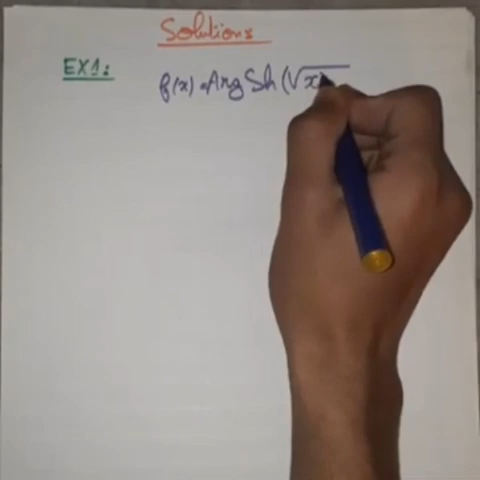 Solutions
EX1:
f(x) = Arg Sh (√x